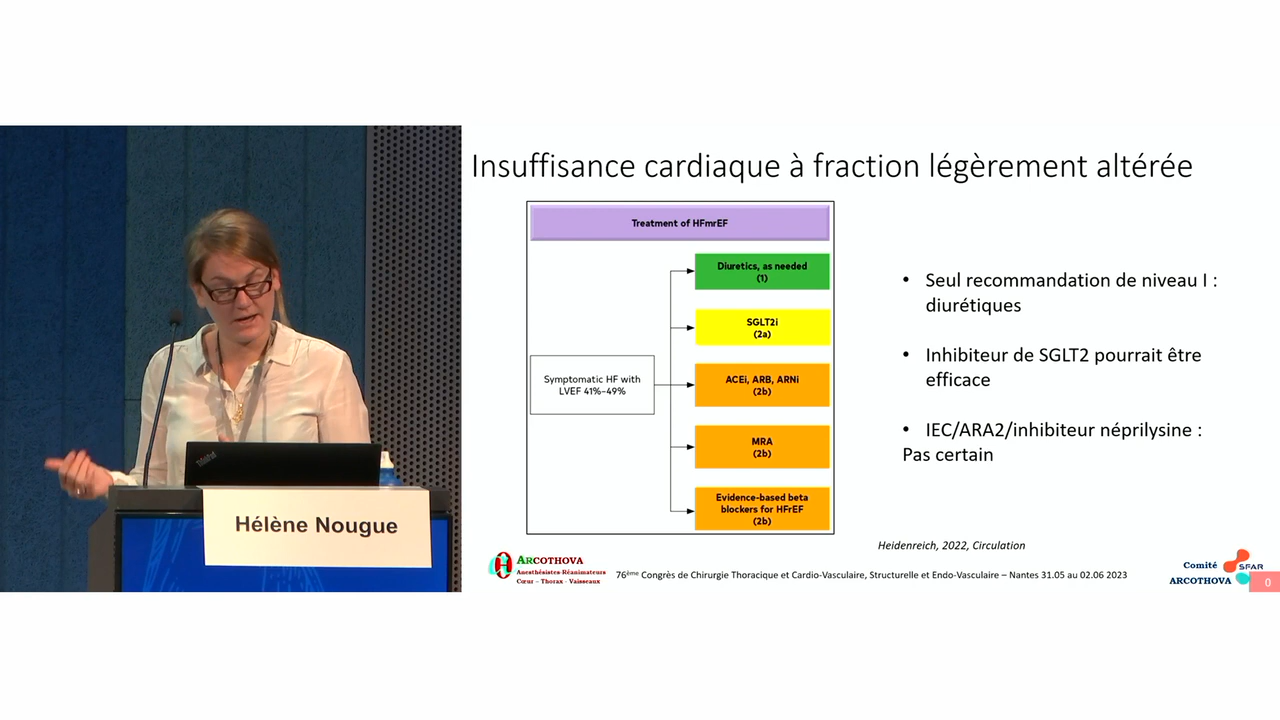 Insuffisance cardiaque à fraction légèrement altérée
Treatment of HFmrEF
Diuretics, as needed
(1)
SGLT2i
(2a)
Symptomatic HF with
LVEF 41%–49%
ACEi, ARB, ARNi
(2b)
MRA
(2b)
Evidence-based beta
blockers for HFrEF
(2b)
• Seul recommandation de niveau I :
diurétiques
• Inhibiteur de SGLT2 pourrait être
efficace
• IEC/ARA2/inhibiteur néprilysine :
Pas certain
Heidenreich, 2022, Circulation
ThinkPad
Hélène Nougue
ARCOTHOVA
Anesthésistes-Réanimateurs
Cœur – Thorax - Vaisseaux
76ème Congrès de Chirurgie Thoracique et Cardio-Vasculaire, Structurelle et Endo-Vasculaire – Nantes 31.05 au 02.06 2023
Comité
SFAR
ARCOTHOVA
0